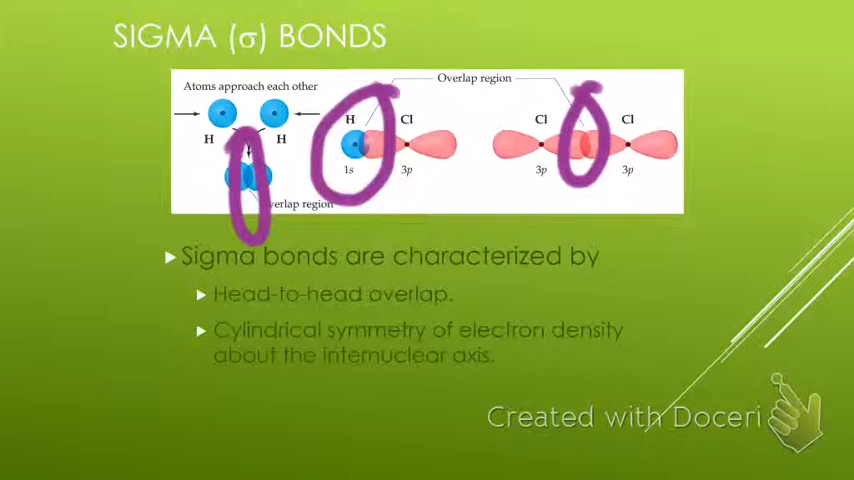 SIGMA (σ) BONDS
Atoms approach each other
Overlap region
H H
H Cl Cl Cl
1s 3p 3p 3p
overlap region
▶ Sigma bonds are characterized by
▶ Head-to-head overlap.
▶ Cylindrical symmetry of electron density
about the internuclear axis.
Created with Doceri